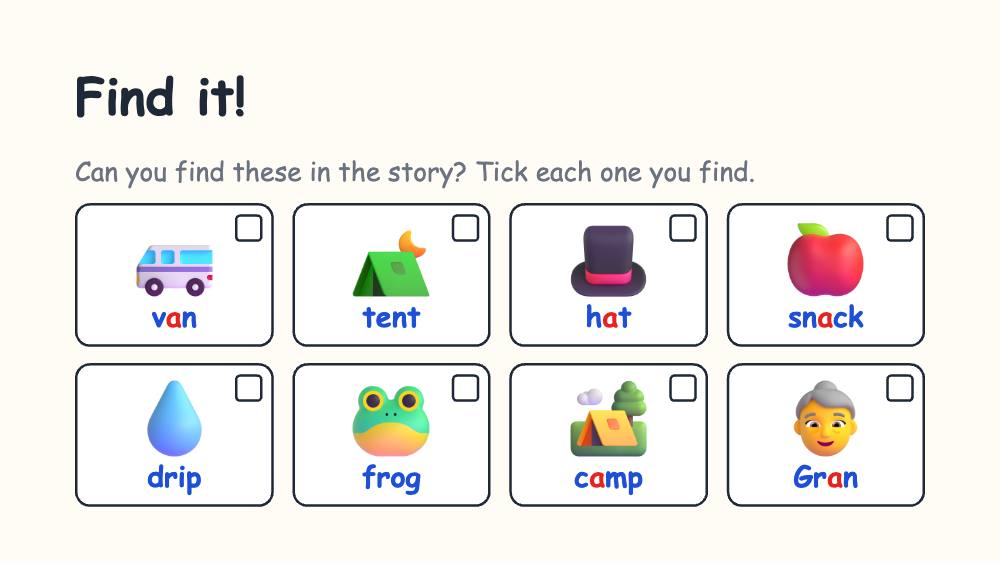 Find it!
Can you find these in the story? Tick each one you find.
van
tent
hat
snack
drip
frog
camp
Gran